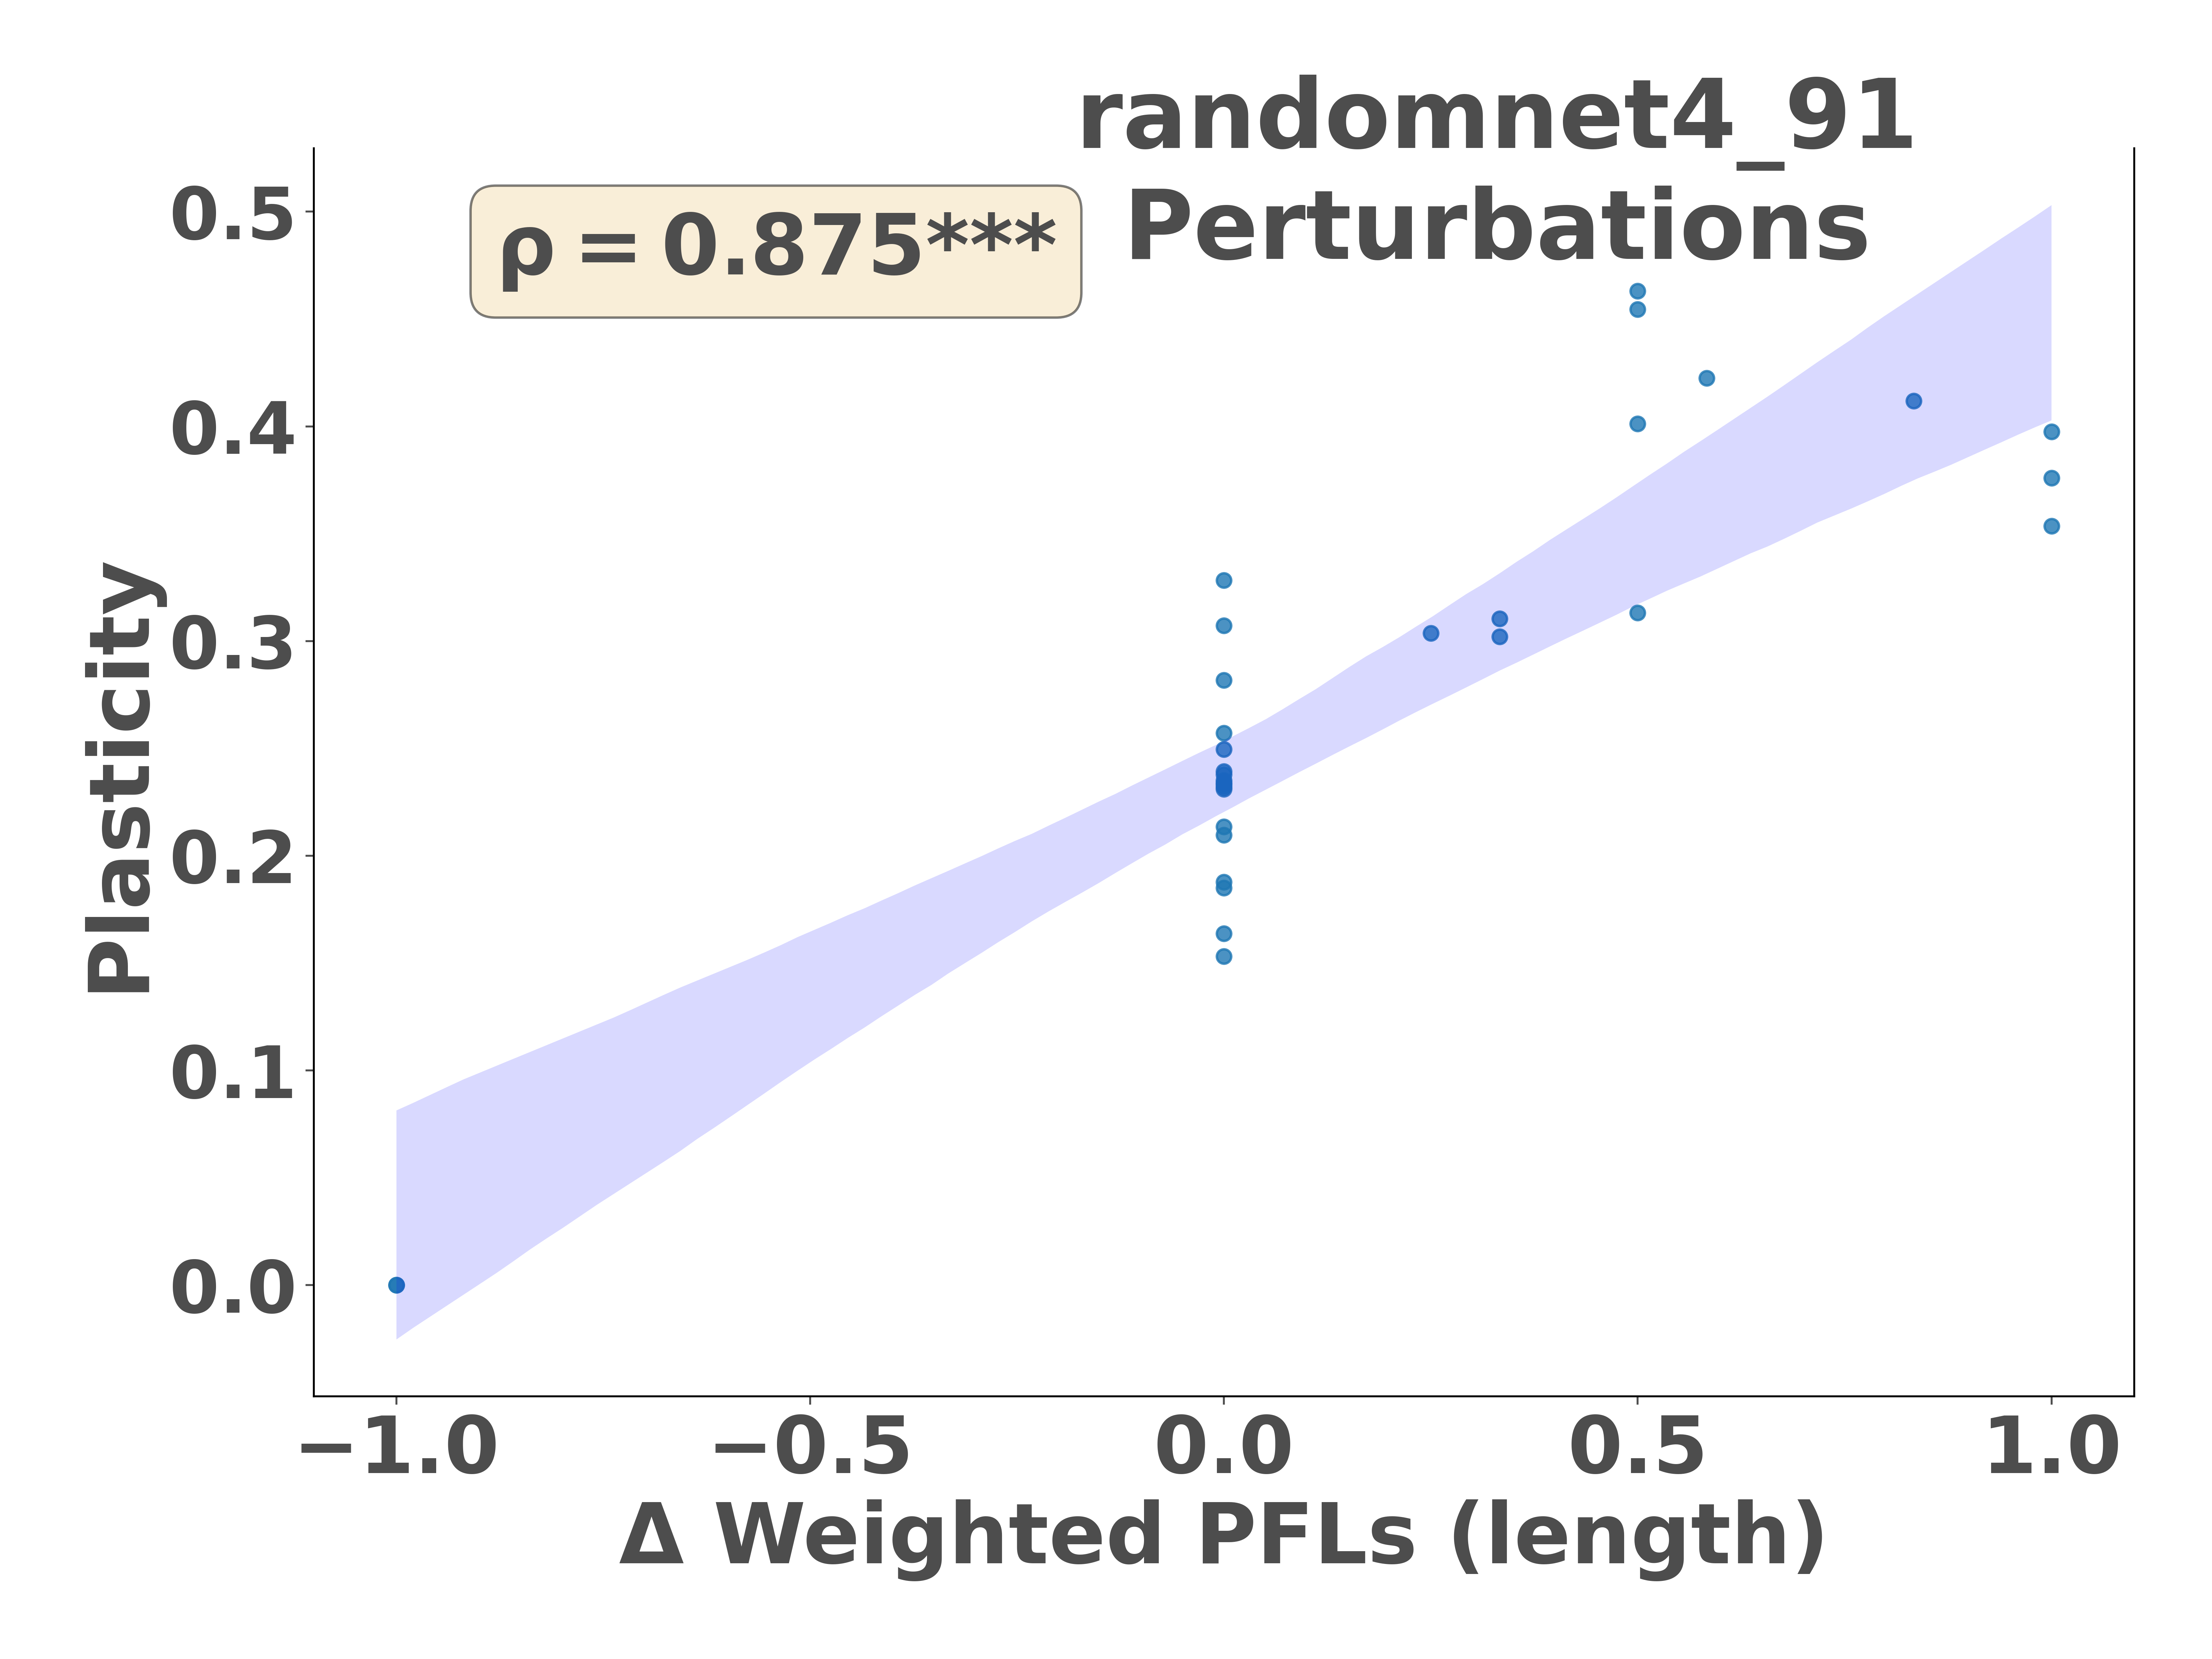 randomnet4_91
Perturbations
ρ = 0.875***
Plasticity
0.5
0.4
0.3
0.2
0.1
0.0
−1.0 −0.5 0.0 0.5 1.0
Δ Weighted PFLs (length)